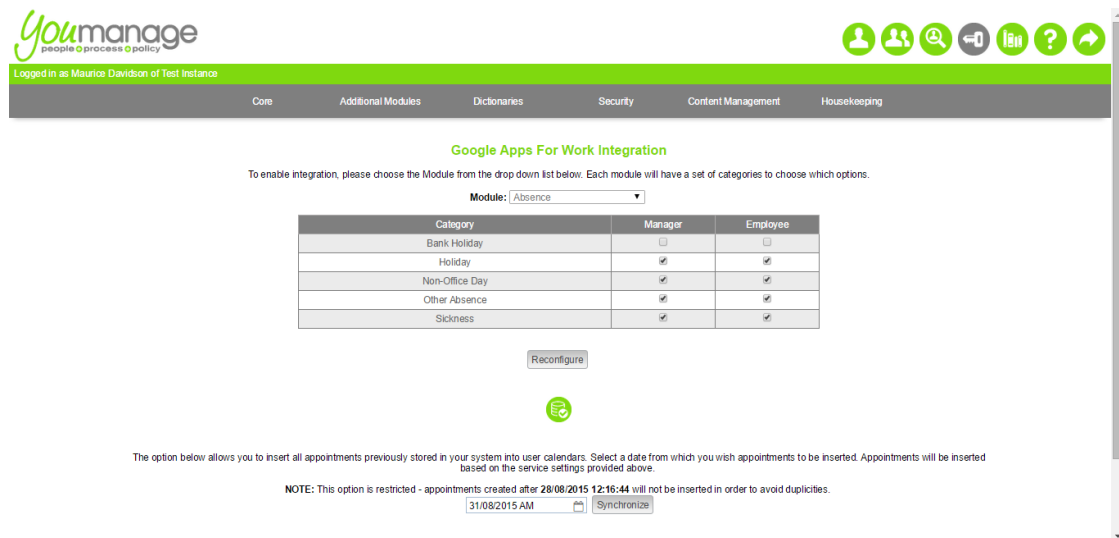 Youmanage
people process policy
Logged in as Maurice Davidson of Test Instance
Core Additional Modules Dictionaries Security Content Management Housekeeping
Google Apps For Work Integration
To enable integration, please choose the Module from the drop down list below. Each module will have a set of categories to choose which options.
Module: Absence
Category Manager Employee
Bank Holiday
Holiday
Non-Office Day
Other Absence
Sickness
Reconfigure
The option below allows you to insert all appointments previously stored in your system into user calendars. Select a date from which you wish appointments to be inserted. Appointments will be inserted
based on the service settings provided above.
NOTE: This option is restricted - appointments created after 28/08/2015 12:16:44 will not be inserted in order to avoid duplicities.
31/08/2015 AM Synchronize